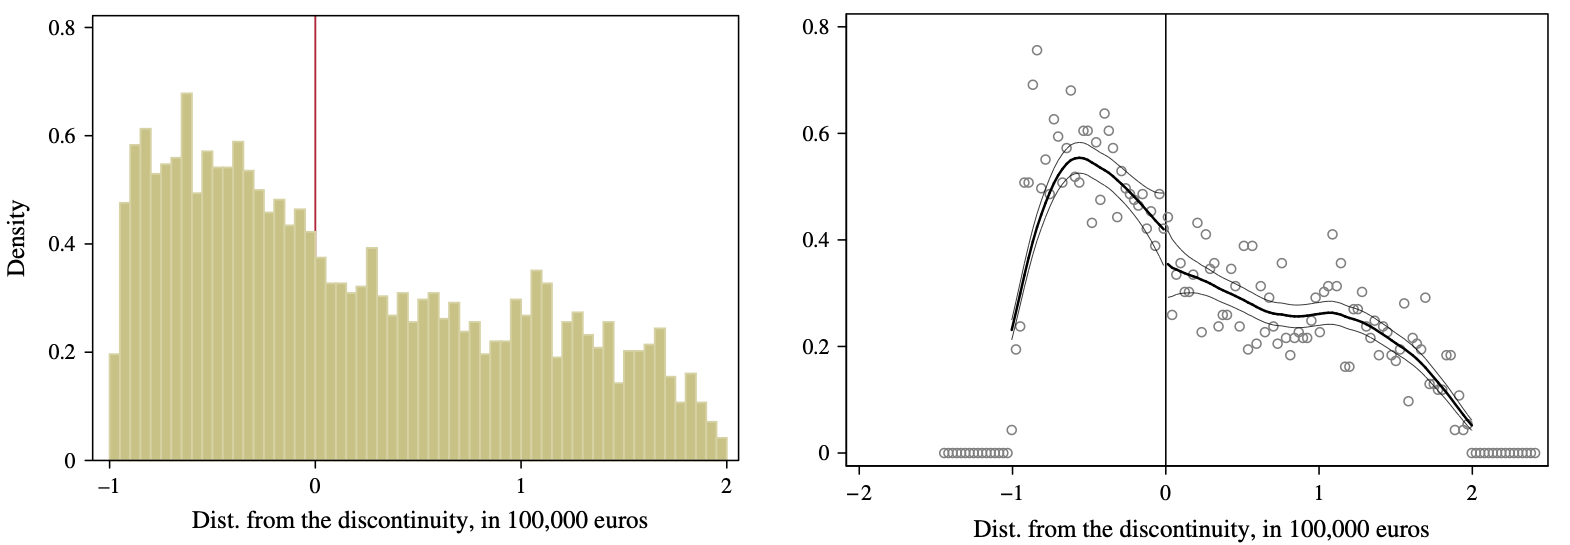 0.8
0.6
0.4
0.2
0
Density
−1 0 1 2
Dist. from the discontinuity, in 100,000 euros
0.8
0.6
0.4
0.2
0
−2 −1 0 1 2
Dist. from the discontinuity, in 100,000 euros